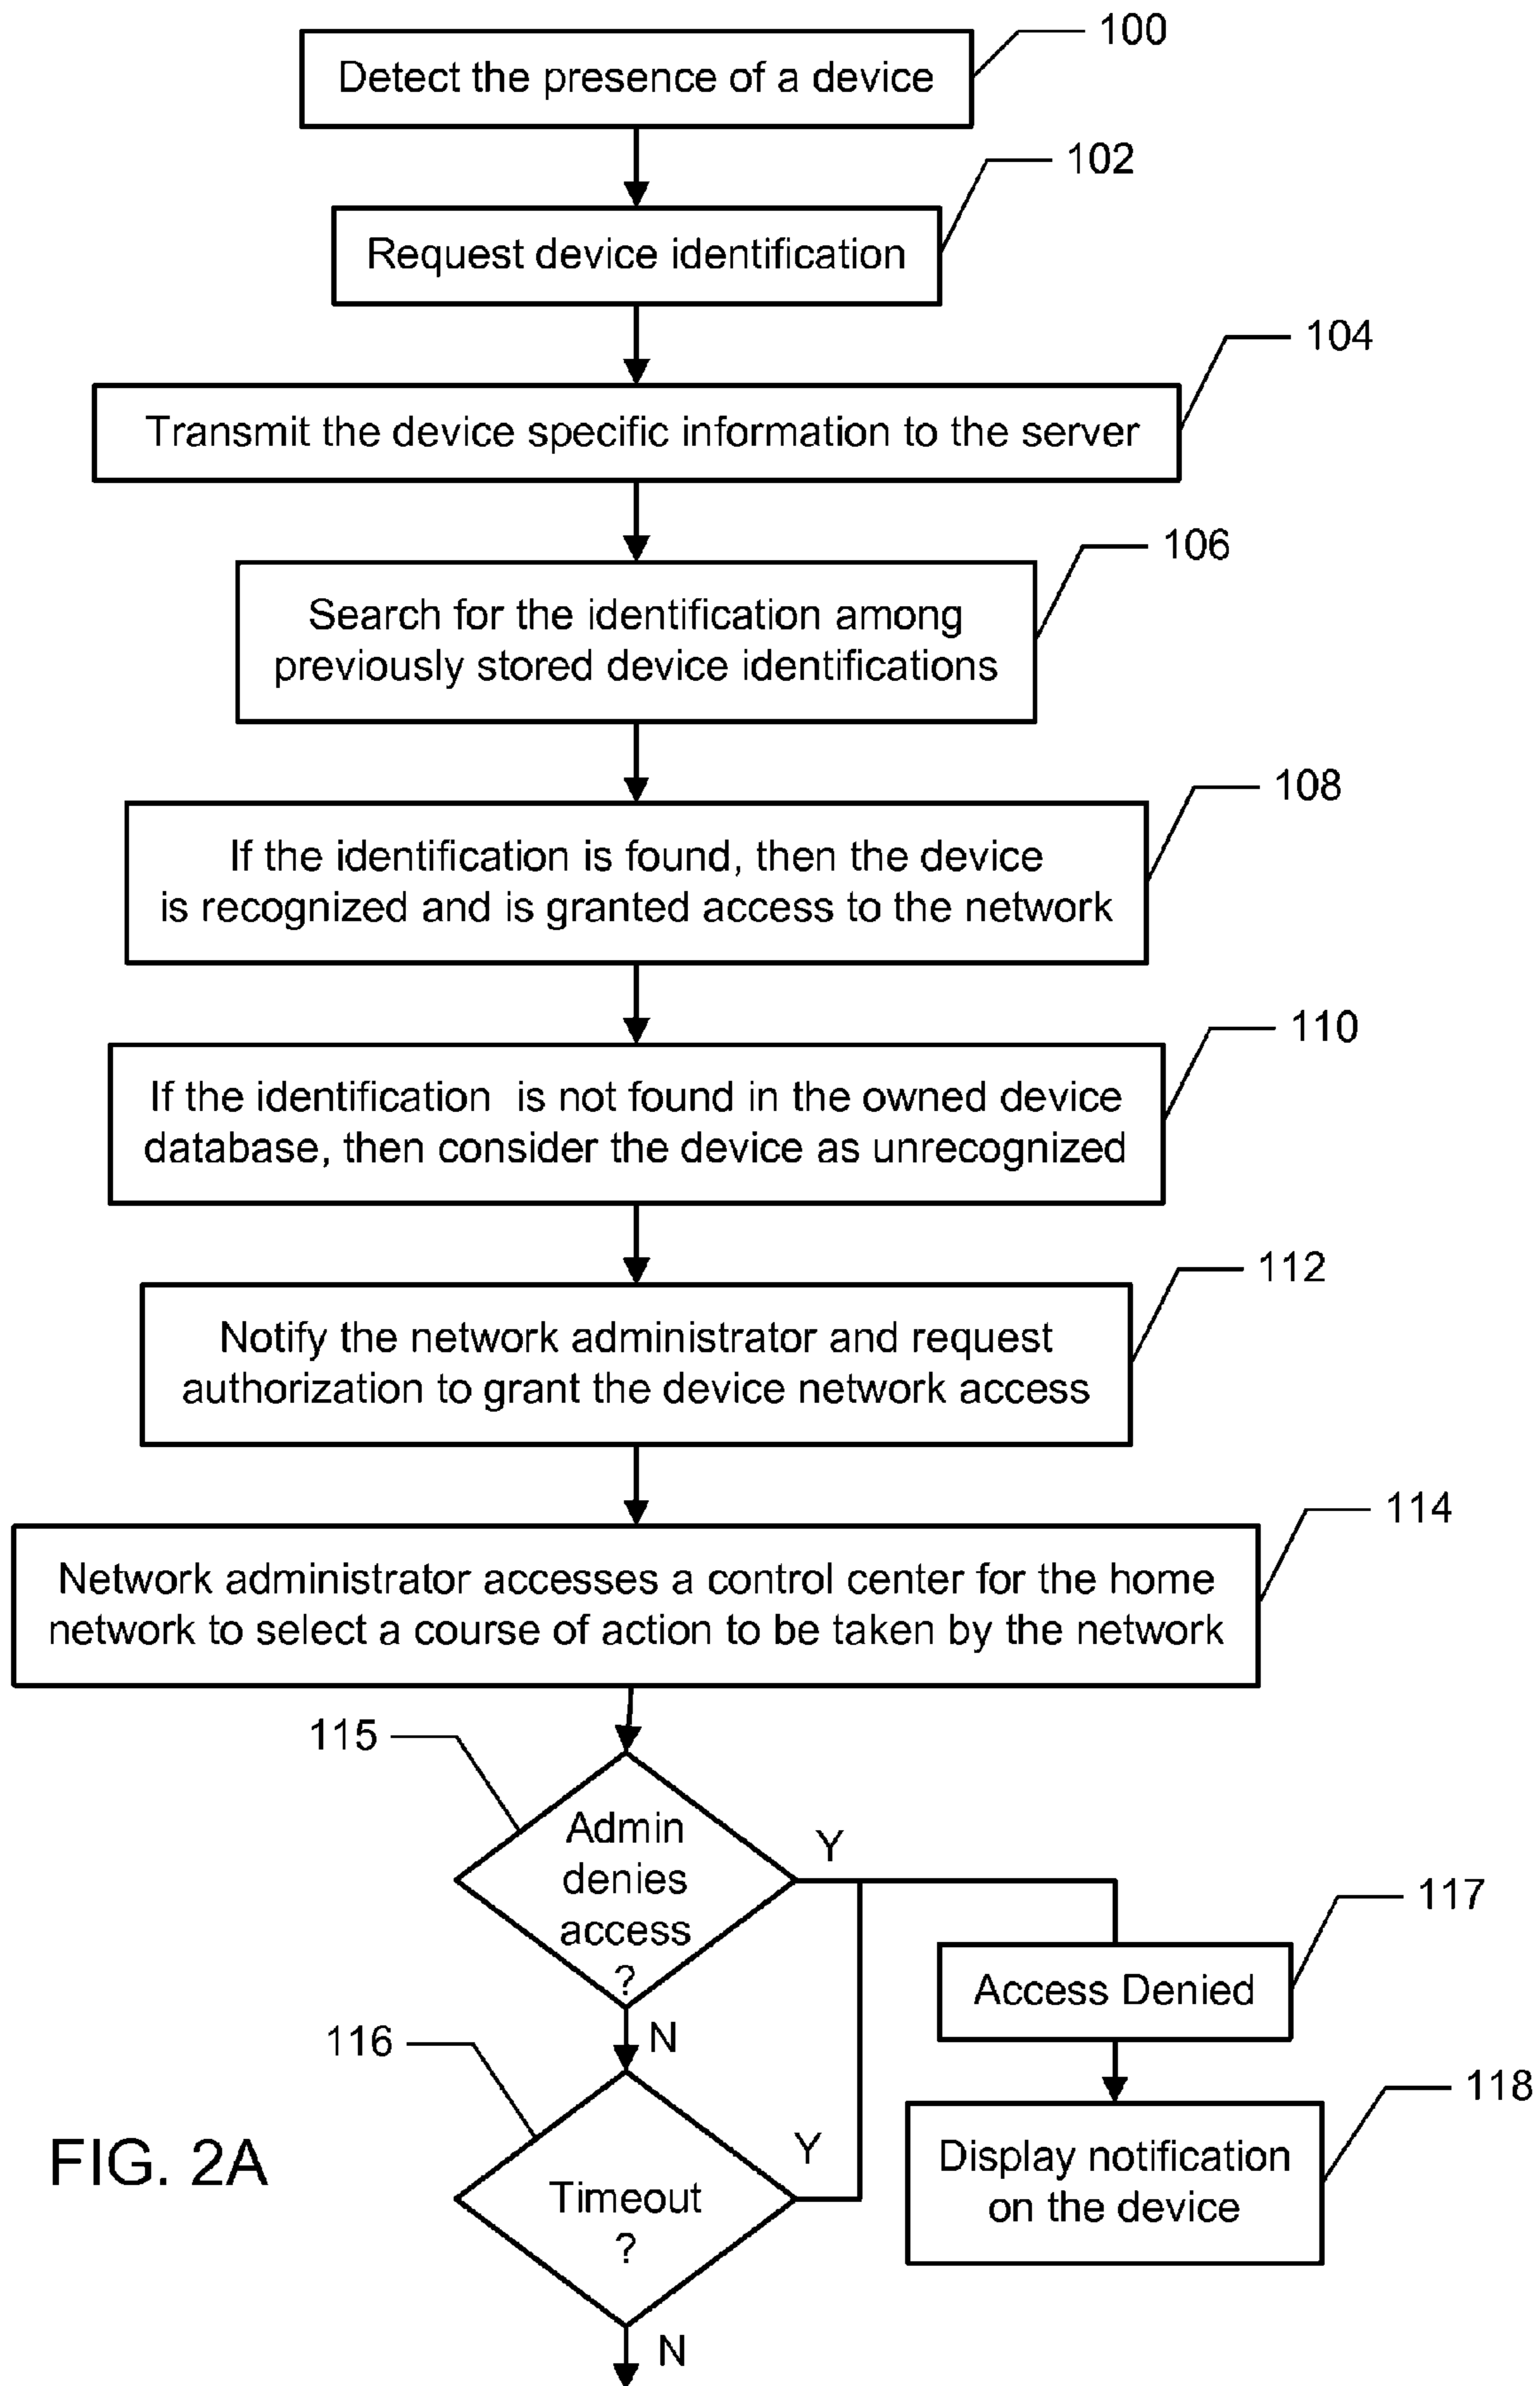 100
Detect the presence of a device
102
Request device identification
104
Transmit the device specific information to the server
106
Search for the identification among
previously stored device identifications
108
If the identification is found, then the device
is recognized and is granted access to the network
110
If the identification is not found in the owned device
database, then consider the device as unrecognized
112
Notify the network administrator and request
authorization to grant the device network access
114
Network administrator accesses a control center for the home
network to select a course of action to be taken by the network
115
Admin
denies
access
?
Y
N
117
Access Denied
116
Timeout
?
Y
N
118
Display notification
on the device
FIG. 2A